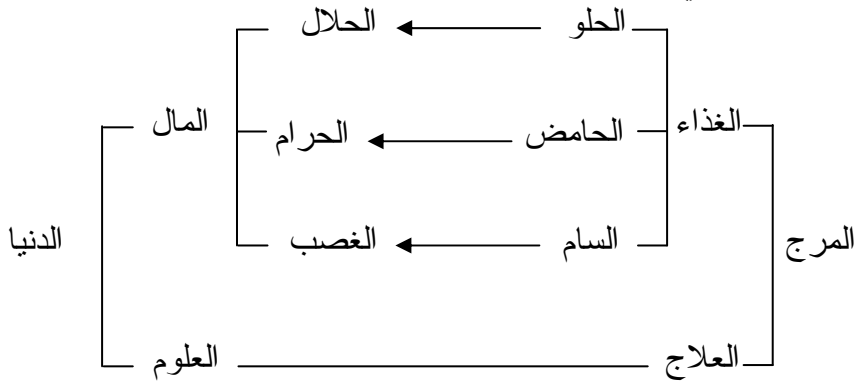 الحلو الحلال
الغذاء الحامض الحرام المال
المرج السام الغصب الدنيا
العلاج العلوم